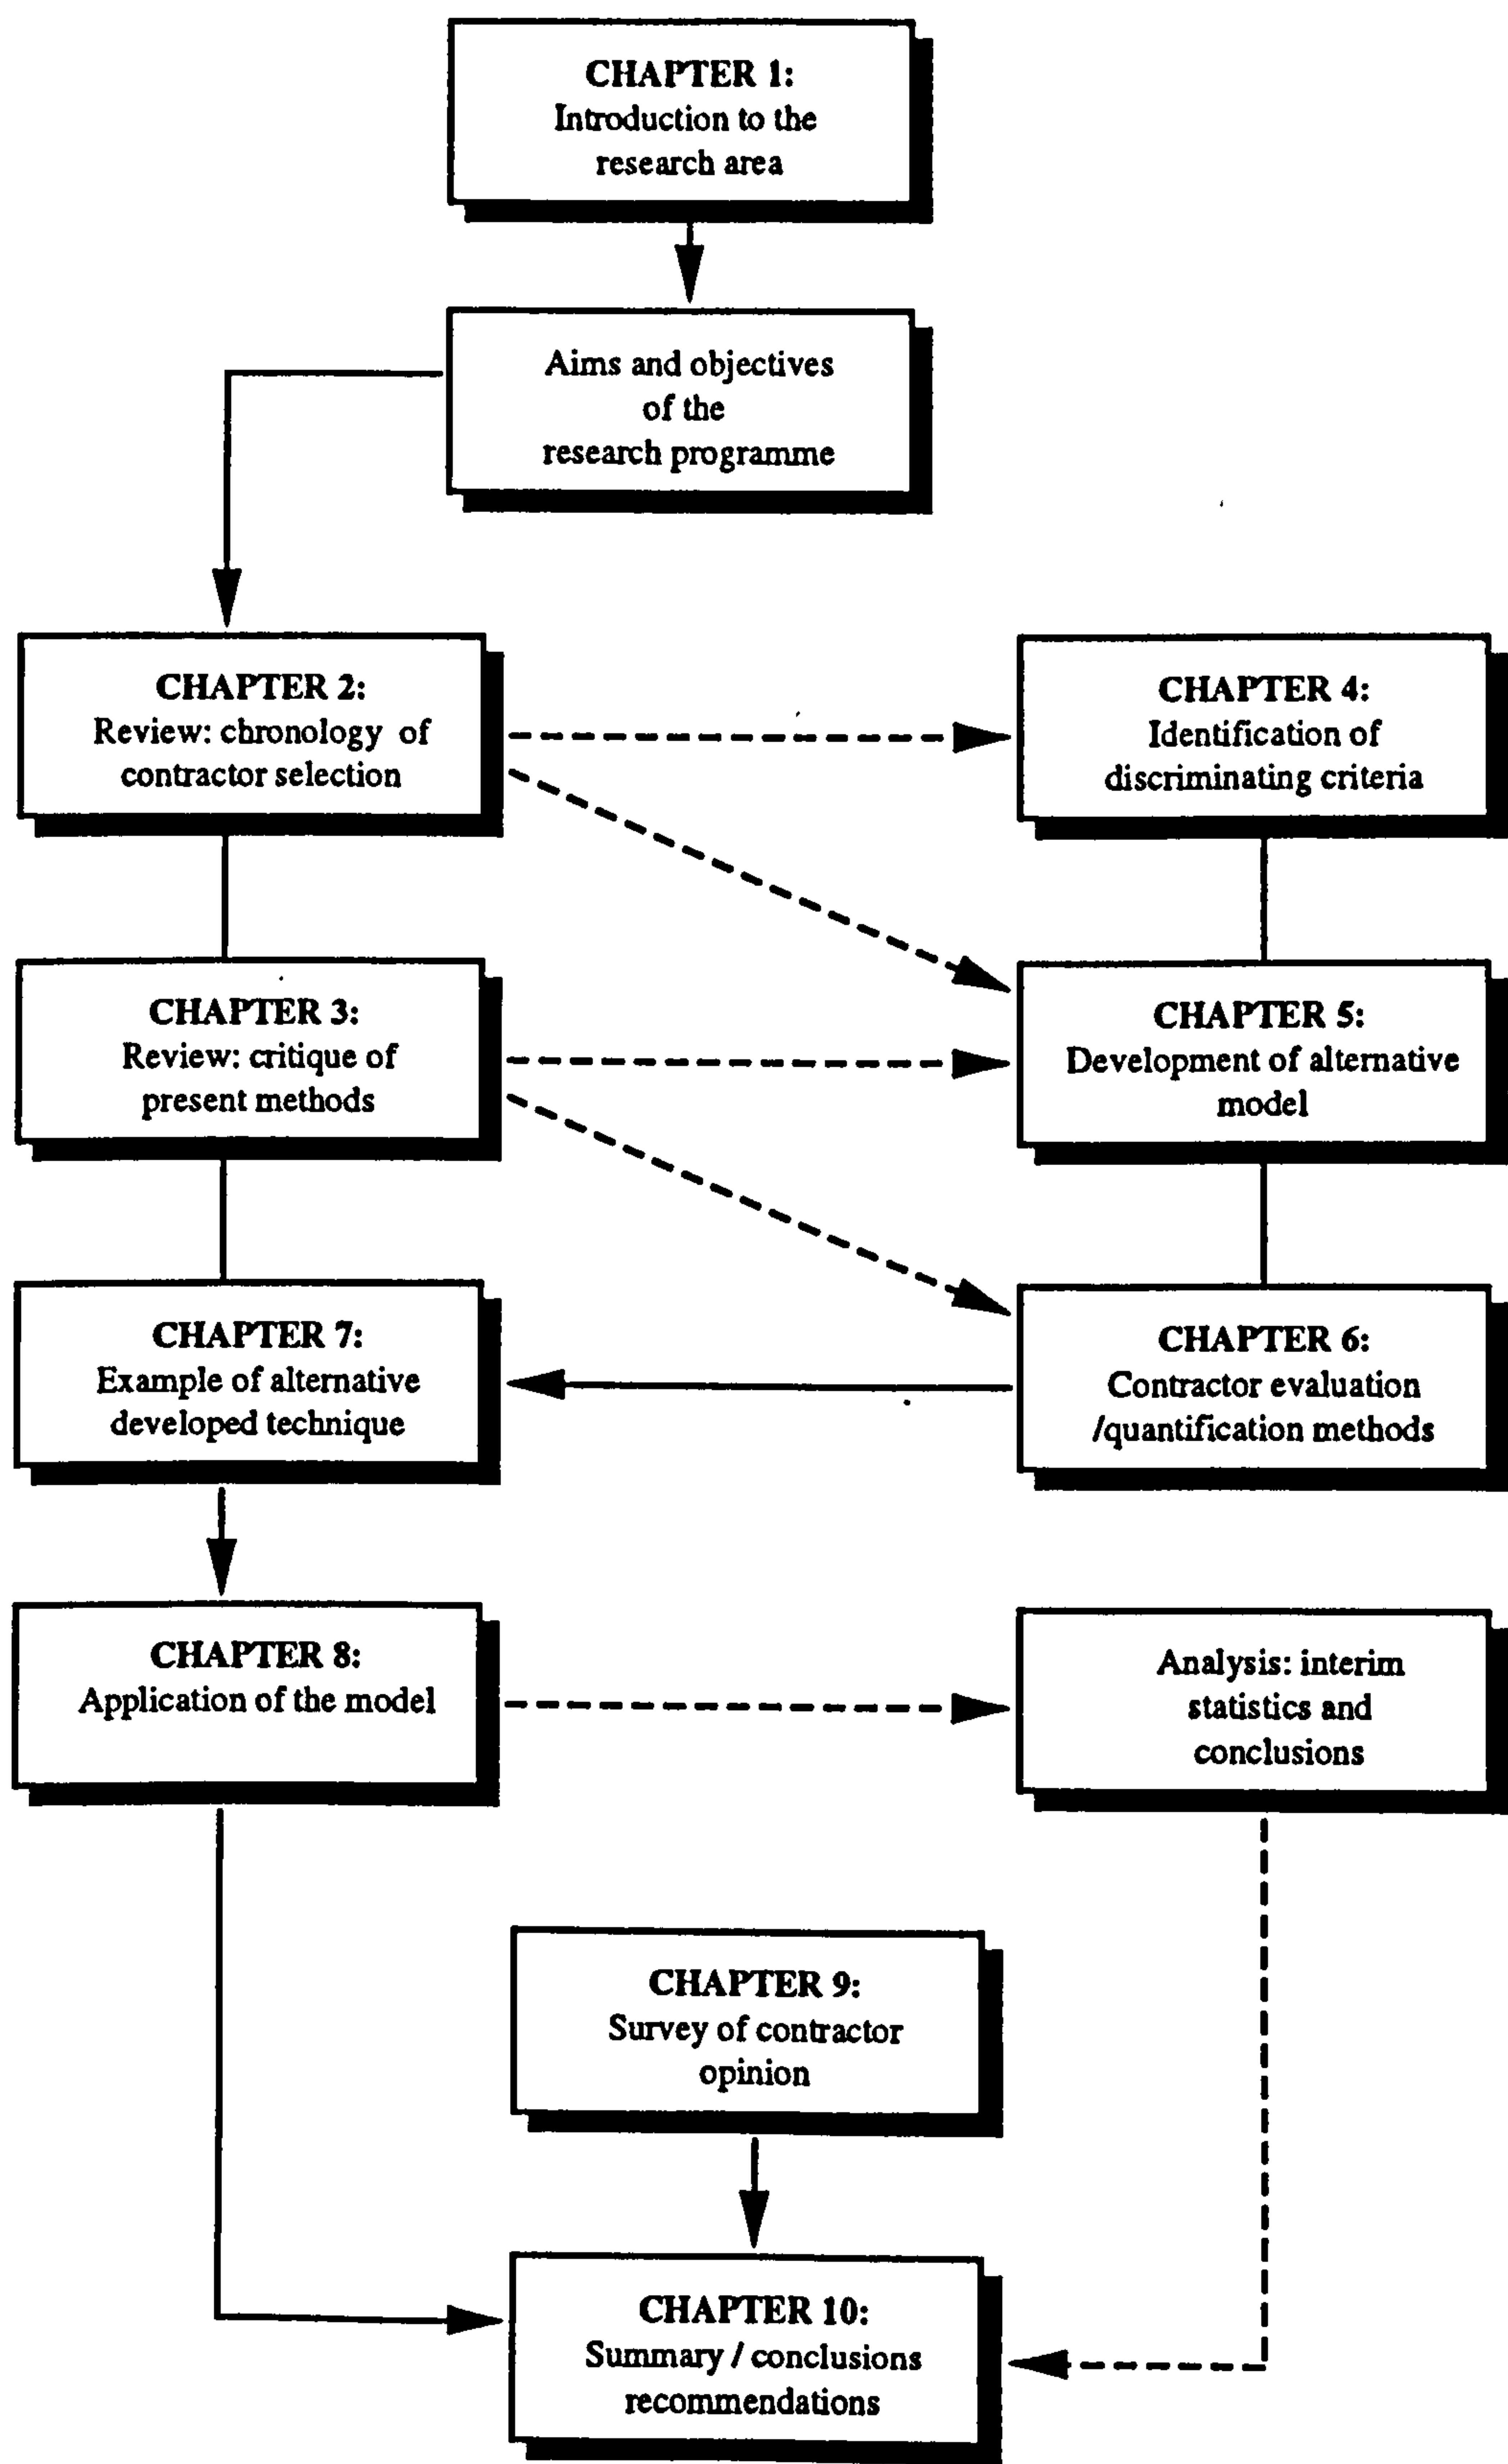 CHAPTER 1:
Introduction to the
research area
Aims and objectives
of the
research programme
CHAPTER 2:
Review: chronology of
contractor selection
CHAPTER 4:
Identification of
discriminating criteria
CHAPTER 3:
Review: critique of
present methods
CHAPTER 5:
Development of alternative
model
CHAPTER 7:
Example of alternative
developed technique
CHAPTER 6:
Contractor evaluation
/quantification methods
CHAPTER 8:
Application of the model
Analysis: interim
statistics and
conclusions
CHAPTER 9:
Survey of contractor
opinion
CHAPTER 10:
Summary / conclusions
recommendations